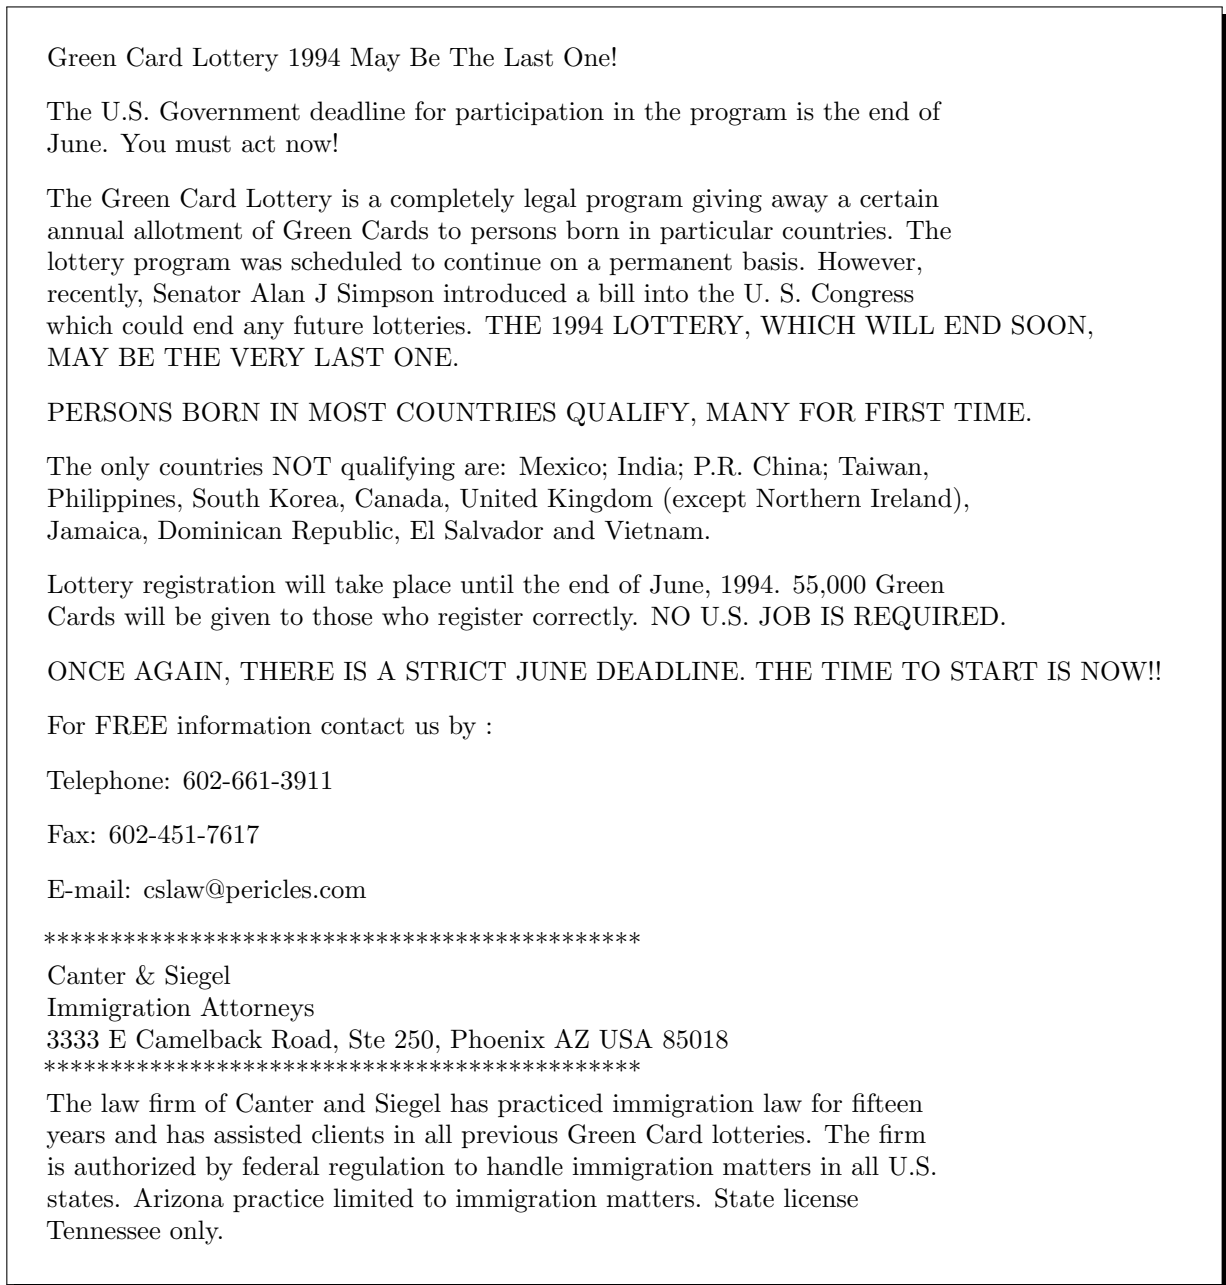 Green Card Lottery 1994 May Be The Last One!
The U.S. Government deadline for participation in the program is the end of
June. You must act now!
The Green Card Lottery is a completely legal program giving away a certain
annual allotment of Green Cards to persons born in particular countries. The
lottery program was scheduled to continue on a permanent basis. However,
recently, Senator Alan J Simpson introduced a bill into the U. S. Congress
which could end any future lotteries. THE 1994 LOTTERY, WHICH WILL END SOON,
MAY BE THE VERY LAST ONE.
PERSONS BORN IN MOST COUNTRIES QUALIFY, MANY FOR FIRST TIME.
The only countries NOT qualifying are: Mexico; India; P.R. China; Taiwan,
Philippines, South Korea, Canada, United Kingdom (except Northern Ireland),
Jamaica, Dominican Republic, El Salvador and Vietnam.
Lottery registration will take place until the end of June, 1994. 55,000 Green
Cards will be given to those who register correctly. NO U.S. JOB IS REQUIRED.
ONCE AGAIN, THERE IS A STRICT JUNE DEADLINE. THE TIME TO START IS NOW!!
For FREE information contact us by :
Telephone: 602-661-3911
Fax: 602-451-7617
E-mail: cslaw@pericles.com
*********************************************
Canter & Siegel
Immigration Attorneys
3333 E Camelback Road, Ste 250, Phoenix AZ USA 85018
*********************************************
The law firm of Canter and Siegel has practiced immigration law for fifteen
years and has assisted clients in all previous Green Card lotteries. The firm
is authorized by federal regulation to handle immigration matters in all U.S.
states. Arizona practice limited to immigration matters. State license
Tennessee only.